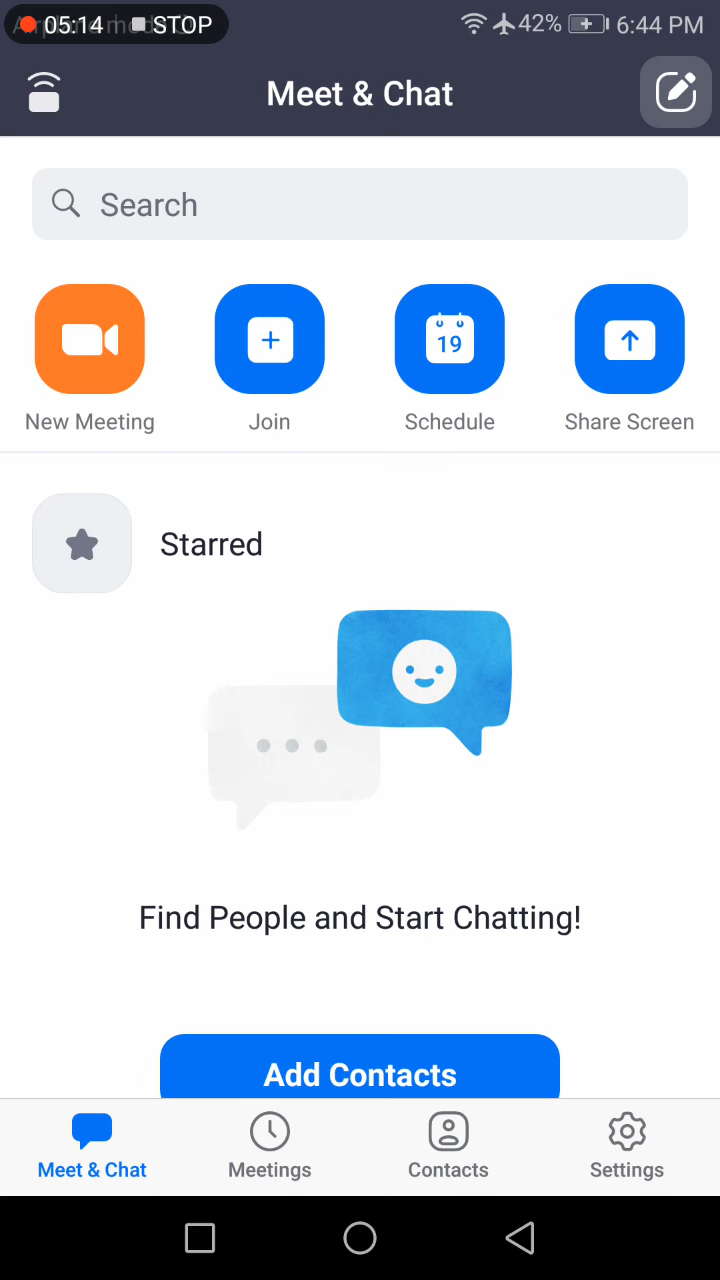 05:14 STOP 42% 6:44 PM
Meet & Chat
Search
New Meeting
Join
19
Schedule
Share Screen
Starred
Find People and Start Chatting!
Add Contacts
Meet & Chat
Meetings
Contacts
Settings